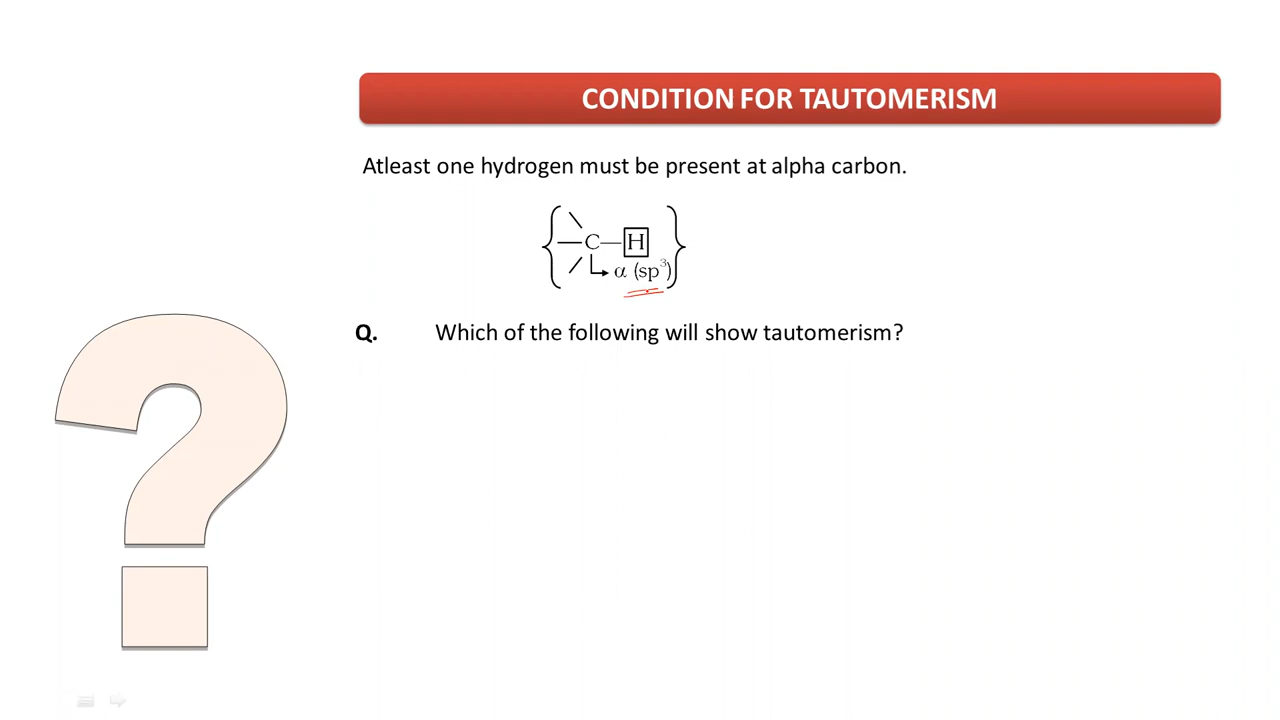 CONDITION FOR TAUTOMERISM
Atleast one hydrogen must be present at alpha carbon.
C—H
α (sp³)
Q. Which of the following will show tautomerism?
?